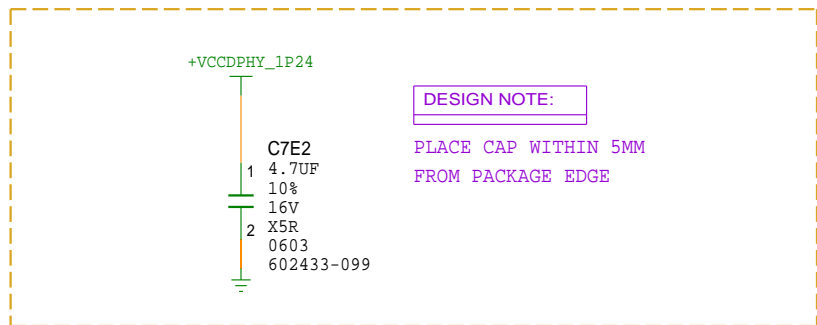 +VCCDPHY_1P24
C7E2
1
4.7UF
10%
16V
2
X5R
0603
602433-099
DESIGN NOTE:
PLACE CAP WITHIN 5MM
FROM PACKAGE EDGE